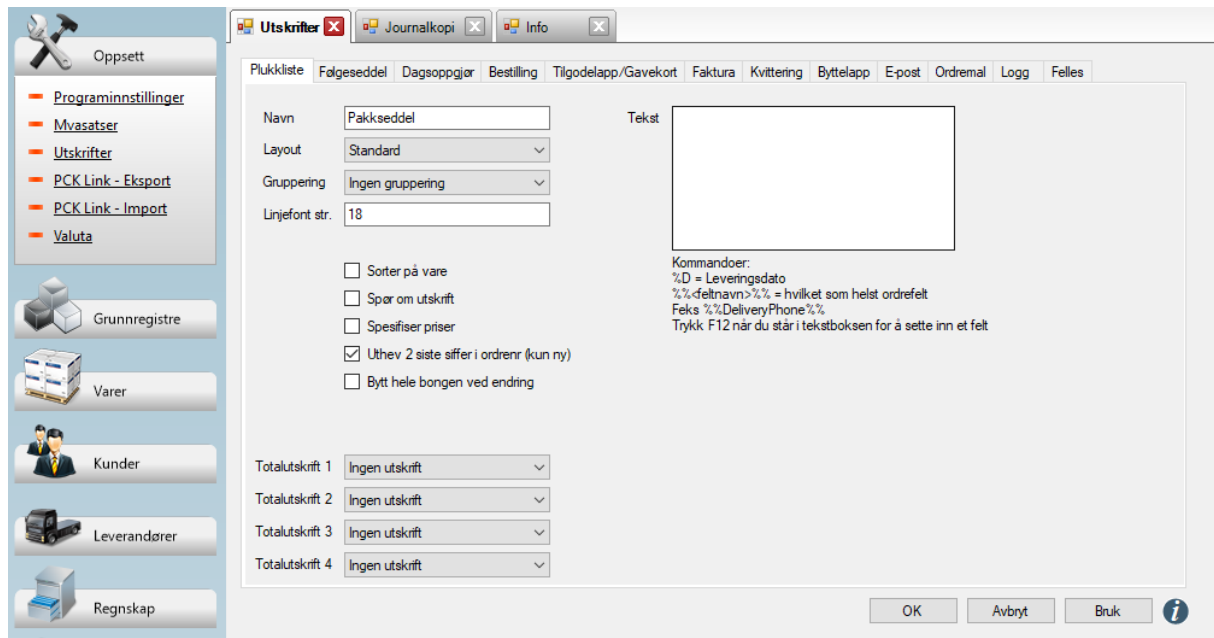 Oppsett
Programinnstillinger
Mvasatser
Utskrifter
PCK Link - Eksport
PCK Link - Import
Valuta
Grunnregistre
Varer
Kunder
Leverandører
Regnskap
Utskrifter Journalkopi Info
Plukkliste Følgeseddel Dagsoppgjør Bestilling Tilgodelapp/Gavekort Faktura Kvittering Byttelapp E-post Ordremal Logg Felles
Navn Pakkseddel
Layout Standard
Gruppering Ingen gruppering
Linjefont str. 18
Sorter på vare
Spør om utskrift
Spesifiser priser
Uthev 2 siste siffer i ordrenr (kun ny)
Bytt hele bongen ved endring
Tekst
Kommandoer:
%D = Leveringsdato
%%<feltnavn>%% = hvilket som helst ordrefelt
Feks %%DeliveryPhone%%
Trykk F12 når du står i tekstboksen for å sette inn et felt
Totalutskrift 1 Ingen utskrift
Totalutskrift 2 Ingen utskrift
Totalutskrift 3 Ingen utskrift
Totalutskrift 4 Ingen utskrift
OK Avbryt Bruk